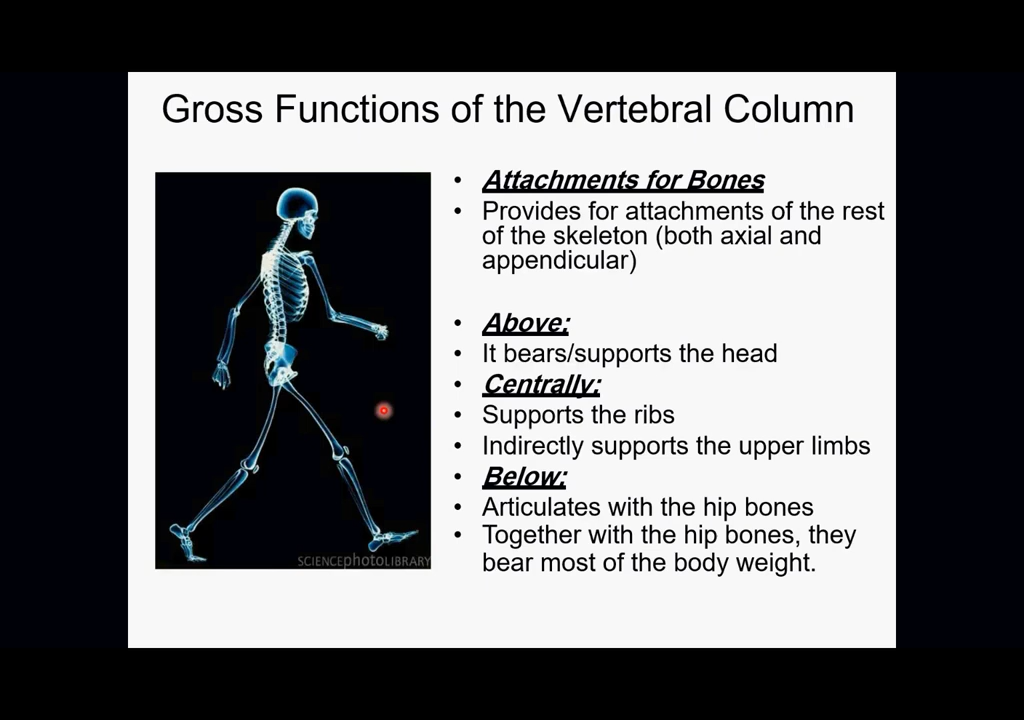 Gross Functions of the Vertebral Column
• Attachments for Bones
• Provides for attachments of the rest
of the skeleton (both axial and
appendicular)
• Above:
• It bears/supports the head
• Centrally:
• Supports the ribs
• Indirectly supports the upper limbs
• Below:
• Articulates with the hip bones
• Together with the hip bones, they
bear most of the body weight.
SCIENCEphotoLIBRARY